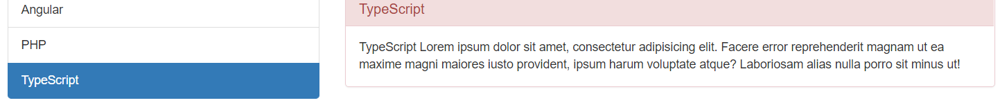 Angular
PHP
TypeScript
TypeScript
TypeScript Lorem ipsum dolor sit amet, consectetur adipisicing elit. Facere error reprehenderit magnam ut ea
maxime magni maiores iusto provident, ipsum harum voluptate atque? Laboriosam alias nulla porro sit minus ut!